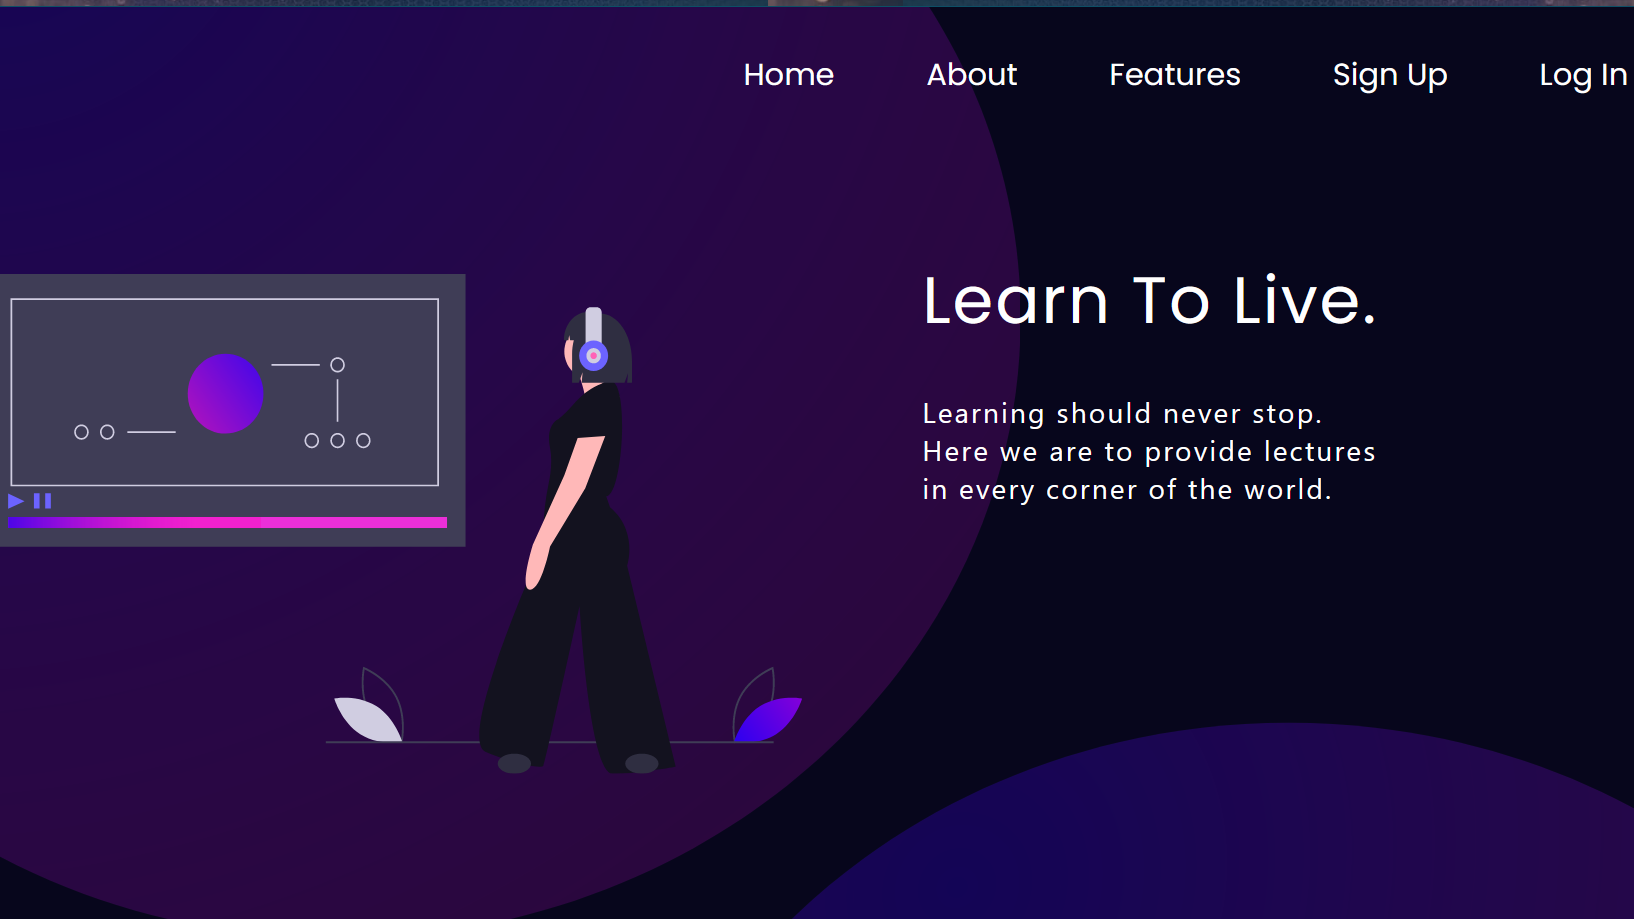 Home About Features Sign Up Log In
Learn To Live.
Learning should never stop.
Here we are to provide lectures
in every corner of the world.